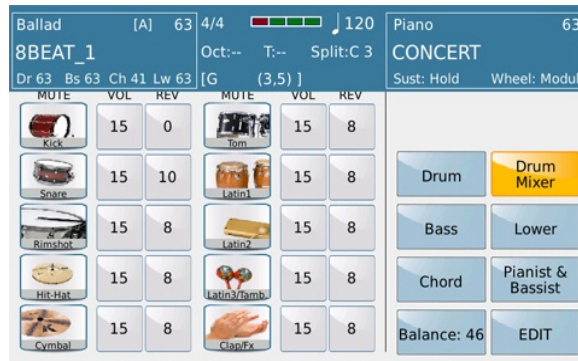 Ballad [A] 63 4/4 120 Piano 63
8BEAT_1 Oct:-- T:-- Split:C 3 CONCERT
Dr 63 Bs 63 Ch 41 Lw 63 [G (3,5) ] Sust: Hold Wheel: Modul
MUTE VOL REV MUTE VOL REV
Kick 15 0 Tom 15 8
Snare 15 10 Latin1 15 8 Drum Drum Mixer
Rimshot 15 8 Latin2 15 8 Bass Lower
Hit-Hat 15 8 Latin3/Tamb. 15 8 Chord Pianist & Bassist
Cymbal 15 8 Clap/Fx 15 8 Balance: 46 EDIT